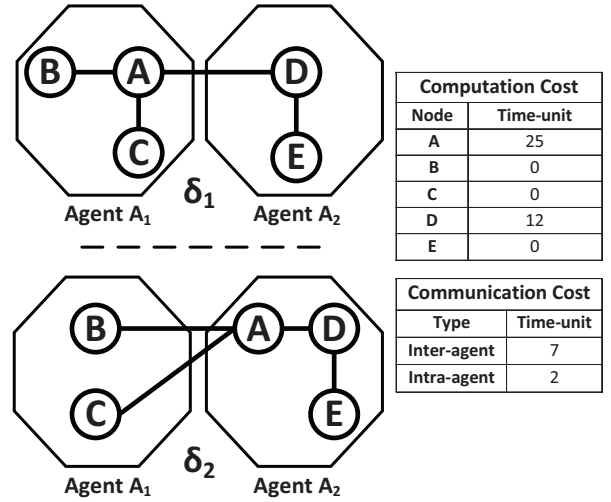 B A D
C E
δ1
Agent A1 Agent A2
B A D
C E
δ2
Agent A1 Agent A2
Computation Cost
Node Time-unit
A 25
B 0
C 0
D 12
E 0
Communication Cost
Type Time-unit
Inter-agent 7
Intra-agent 2